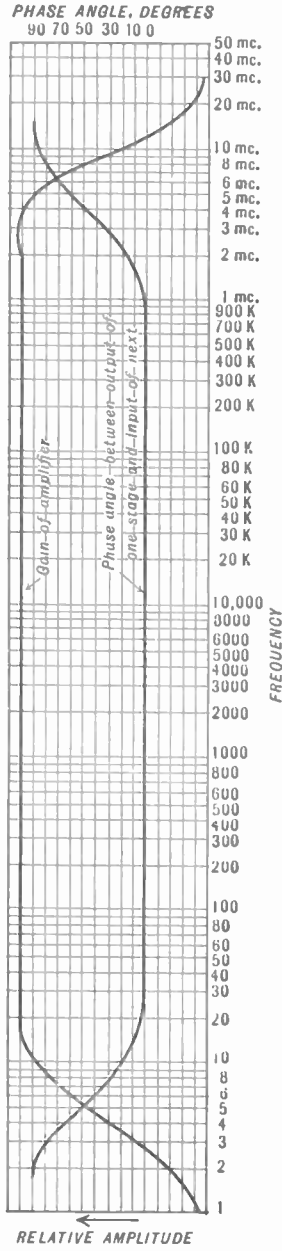 PHASE ANGLE, DEGREES
90 70 50 30 10 0
50 mc.
40 mc.
30 mc.
20 mc.
10 mc.
8 mc.
6 mc.
5 mc.
4 mc.
3 mc.
2 mc.
1 mc.
900 K
700 K
500 K
400 K
300 K
200 K
100 K
80 K
60 K
50 K
40 K
30 K
20 K
Gain of amplifier
Phase angle between output of
one stage and input of next
10,000
8000
6000
5000
4000
3000
2000
FREQUENCY
1000
800
600
500
400
300
200
100
80
60
50
40
30
20
10
8
6
5
4
3
2
1
RELATIVE AMPLITUDE